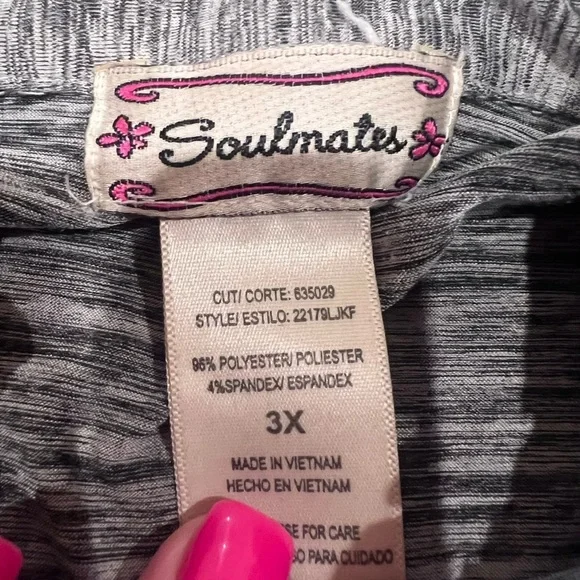 Soulmates
CUT/ CORTE: 635029
STYLE/ ESTILO: 22179LJKF
96% POLYESTER/ POLIESTER
4%SPANDEX/ ESPANDEX
3X
MADE IN VIETNAM
HECHO EN VIETNAM
FOR CARE
PARA CUIDADO